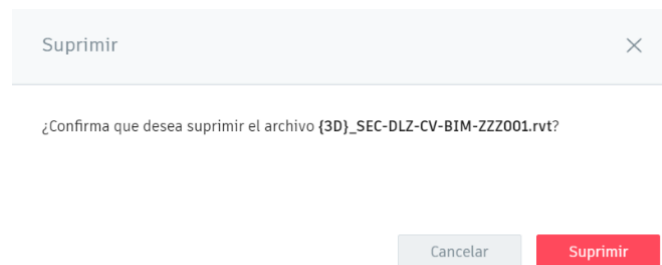 Suprimir
¿Confirma que desea suprimir el archivo {3D}_SEC-DLZ-CV-BIM-ZZZ001.rvt?
Cancelar
Suprimir